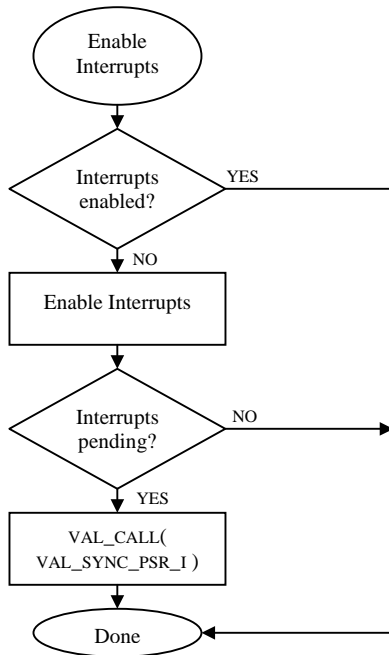 Enable
Interrupts
Interrupts
enabled?
YES
NO
Enable Interrupts
Interrupts
pending?
NO
YES
VAL_CALL(
VAL_SYNC_PSR_I )
Done